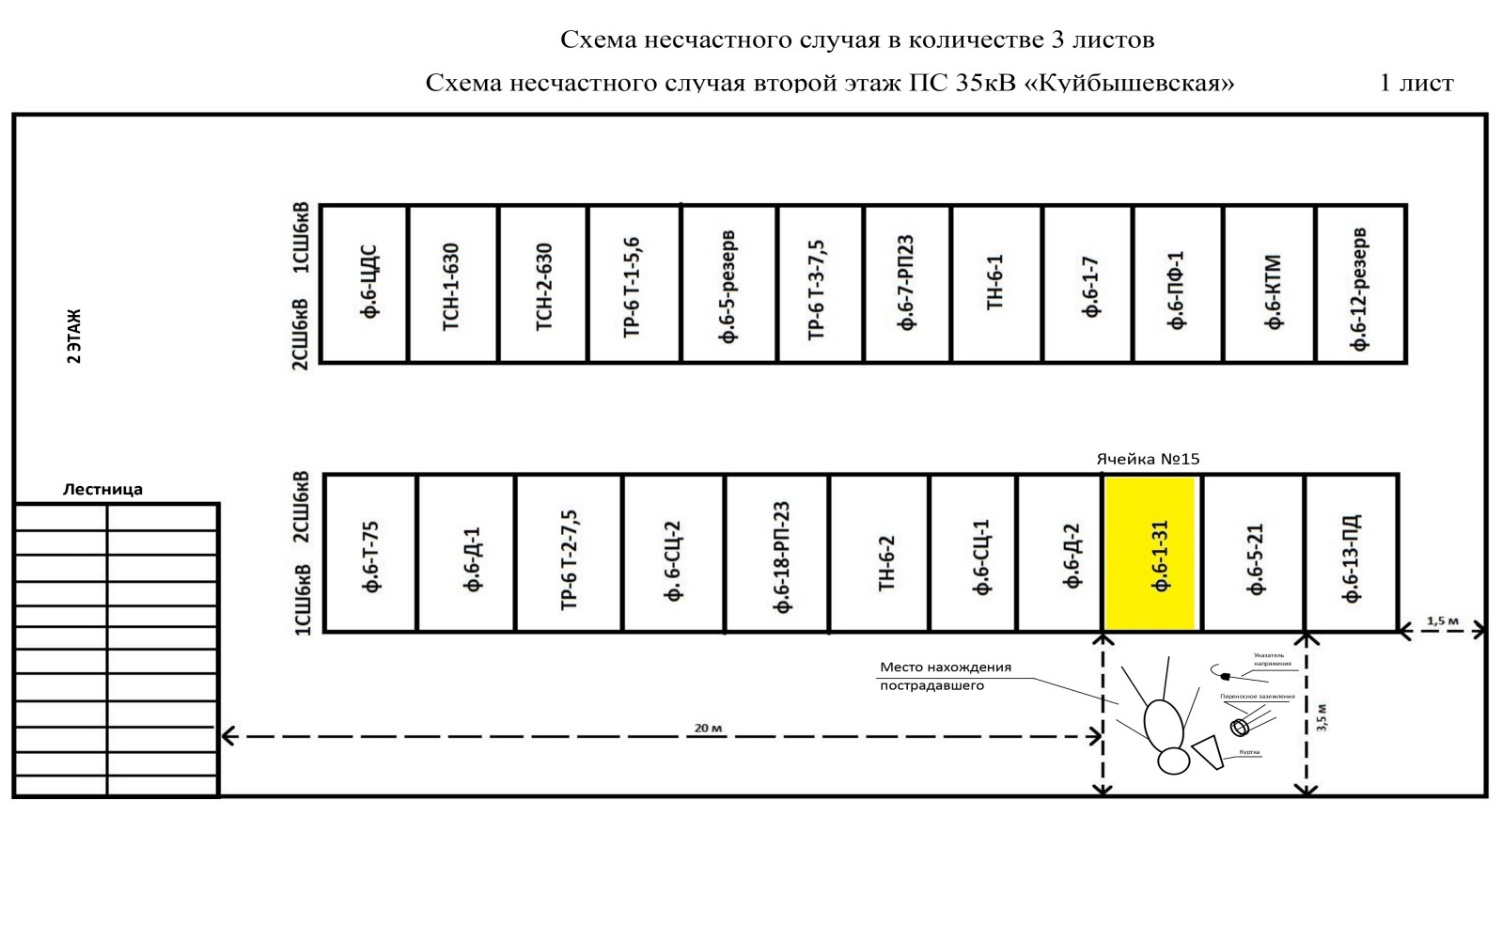 Схема несчастного случая в количестве 3 листов
Схема несчастного случая второй этаж ПС 35кВ «Куйбышевская» 1 лист
2 ЭТАЖ
1СШ6кВ
2СШ6кВ
ф.6-ЦДС
ТСН-1-630
ТСН-2-630
ТР-6 Т-1-5,6
ф.6-5-резерв
ТР-6 Т-3-7,5
ф.6-7-РП23
ТН-6-1
ф.6-1-7
ф.6-ПФ-1
ф.6-КТМ
ф.6-12-резерв
Ячейка №15
Лестница
2СШ6кВ
1СШ6кВ
ф.6-Т-75
ф.6-Д-1
ТР-6 Т-2-7,5
ф. 6-СЦ-2
ф.6-18-РП-23
ТН-6-2
ф.6-СЦ-1
ф.6-Д-2
ф.6-1-31
ф.6-5-21
ф.6-13-ПД
1,5 м
Место нахождения
пострадавшего
Указатель
напряжения
Переносное заземление
Куртка
3,5 м
20 м